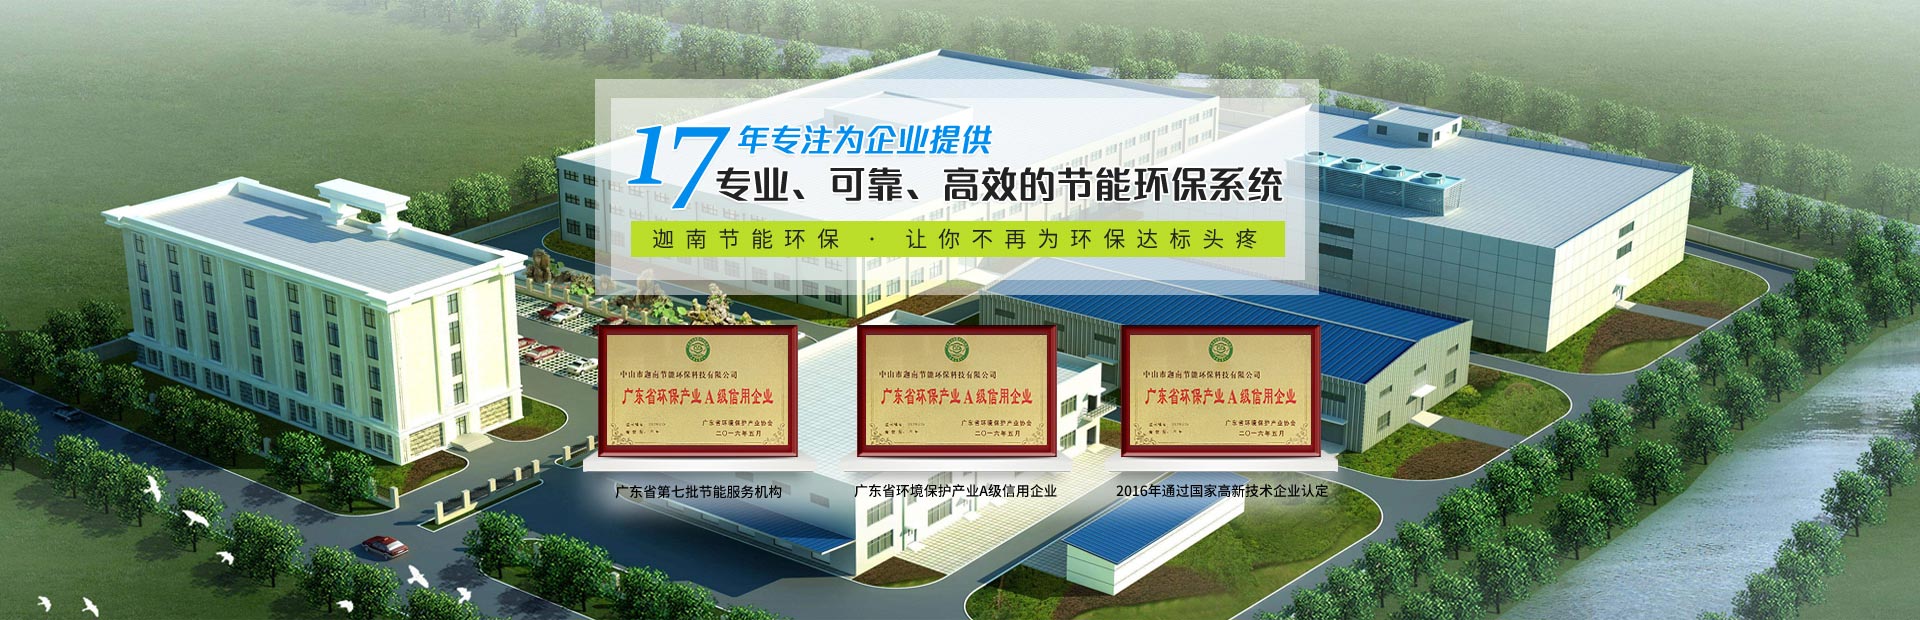 17年专注为企业提供
专业、可靠、高效的节能环保系统
迦南节能环保 · 让你不再为环保达标头疼
中山市迦南节能环保科技有限公司
广东省环保产业A级信用企业
广东省环境保护产业协会
二〇一六年五月
广东省第七批节能服务机构
中山市迦南节能环保科技有限公司
广东省环保产业A级信用企业
广东省环境保护产业协会
二〇一六年五月
广东省环境保护产业A级信用企业
中山市迦南节能环保科技有限公司
广东省环保产业A级信用企业
广东省环境保护产业协会
二〇一六年五月
2016年通过国家高新技术企业认定